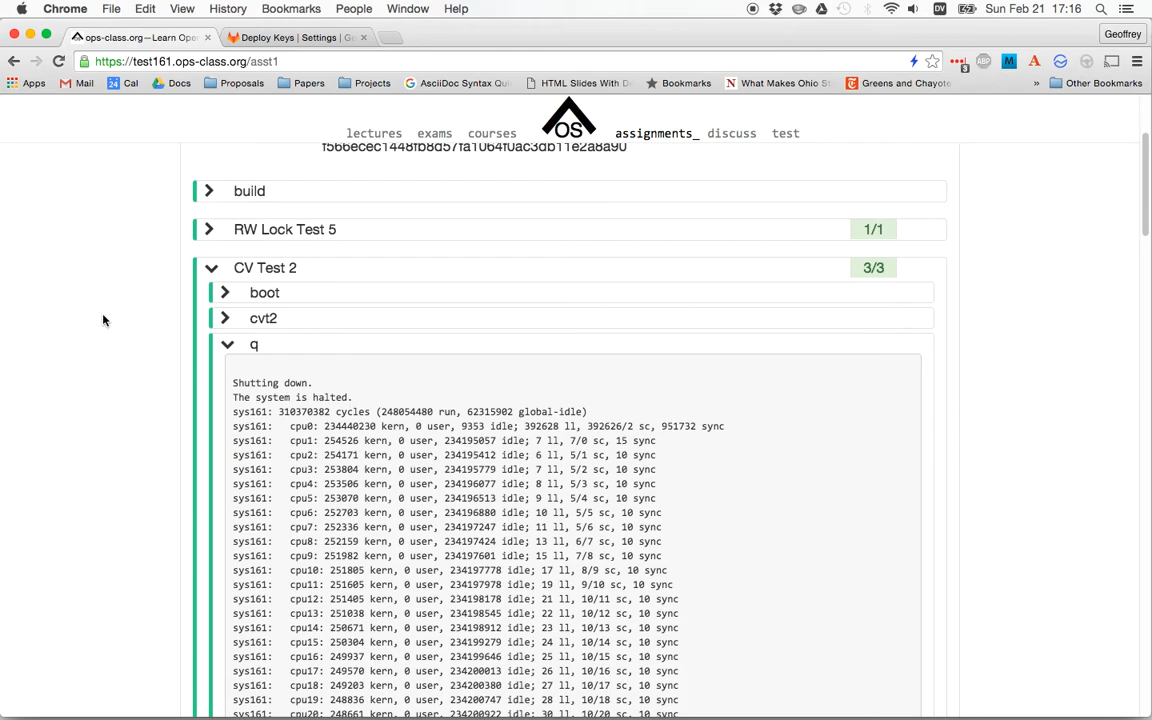 Chrome File Edit View History Bookmarks People Window Help DV Sun Feb 21 17:16
ops-class.org—Learn Ope Deploy Keys | Settings | G Geoffrey
https://test161.ops-class.org/asst1 3 ABP M A
Apps Mail 24 Cal Docs Proposals Papers Projects G AsciiDoc Syntax Qui HTML Slides With D Bookmarks N What Makes Ohio St T Greens and Chayote » Other Bookmarks
lectures exams courses OS assignments_ discuss test
f566ecec1448fb8d57fa1064f0ac3db11e2a8a90
build
RW Lock Test 5 1/1
CV Test 2 3/3
boot
cvt2
q
Shutting down.
The system is halted.
sys161: 310370382 cycles (248054480 run, 62315902 global-idle)
sys161: cpu0: 234440230 kern, 0 user, 9353 idle; 392628 ll, 392626/2 sc, 951732 sync
sys161: cpu1: 254526 kern, 0 user, 234195057 idle; 7 ll, 7/0 sc, 15 sync
sys161: cpu2: 254171 kern, 0 user, 234195412 idle; 6 ll, 5/1 sc, 10 sync
sys161: cpu3: 253804 kern, 0 user, 234195779 idle; 7 ll, 5/2 sc, 10 sync
sys161: cpu4: 253506 kern, 0 user, 234196077 idle; 8 ll, 5/3 sc, 10 sync
sys161: cpu5: 253070 kern, 0 user, 234196513 idle; 9 ll, 5/4 sc, 10 sync
sys161: cpu6: 252703 kern, 0 user, 234196880 idle; 10 ll, 5/5 sc, 10 sync
sys161: cpu7: 252336 kern, 0 user, 234197247 idle; 11 ll, 5/6 sc, 10 sync
sys161: cpu8: 252159 kern, 0 user, 234197424 idle; 13 ll, 6/7 sc, 10 sync
sys161: cpu9: 251982 kern, 0 user, 234197601 idle; 15 ll, 7/8 sc, 10 sync
sys161: cpu10: 251805 kern, 0 user, 234197778 idle; 17 ll, 8/9 sc, 10 sync
sys161: cpu11: 251605 kern, 0 user, 234197978 idle; 19 ll, 9/10 sc, 10 sync
sys161: cpu12: 251405 kern, 0 user, 234198178 idle; 21 ll, 10/11 sc, 10 sync
sys161: cpu13: 251038 kern, 0 user, 234198545 idle; 22 ll, 10/12 sc, 10 sync
sys161: cpu14: 250671 kern, 0 user, 234198912 idle; 23 ll, 10/13 sc, 10 sync
sys161: cpu15: 250304 kern, 0 user, 234199279 idle; 24 ll, 10/14 sc, 10 sync
sys161: cpu16: 249937 kern, 0 user, 234199646 idle; 25 ll, 10/15 sc, 10 sync
sys161: cpu17: 249570 kern, 0 user, 234200013 idle; 26 ll, 10/16 sc, 10 sync
sys161: cpu18: 249203 kern, 0 user, 234200380 idle; 27 ll, 10/17 sc, 10 sync
sys161: cpu19: 248836 kern, 0 user, 234200747 idle; 28 ll, 10/18 sc, 10 sync
sys161: cpu20: 248661 kern, 0 user, 234200922 idle; 30 ll, 10/20 sc, 10 sync